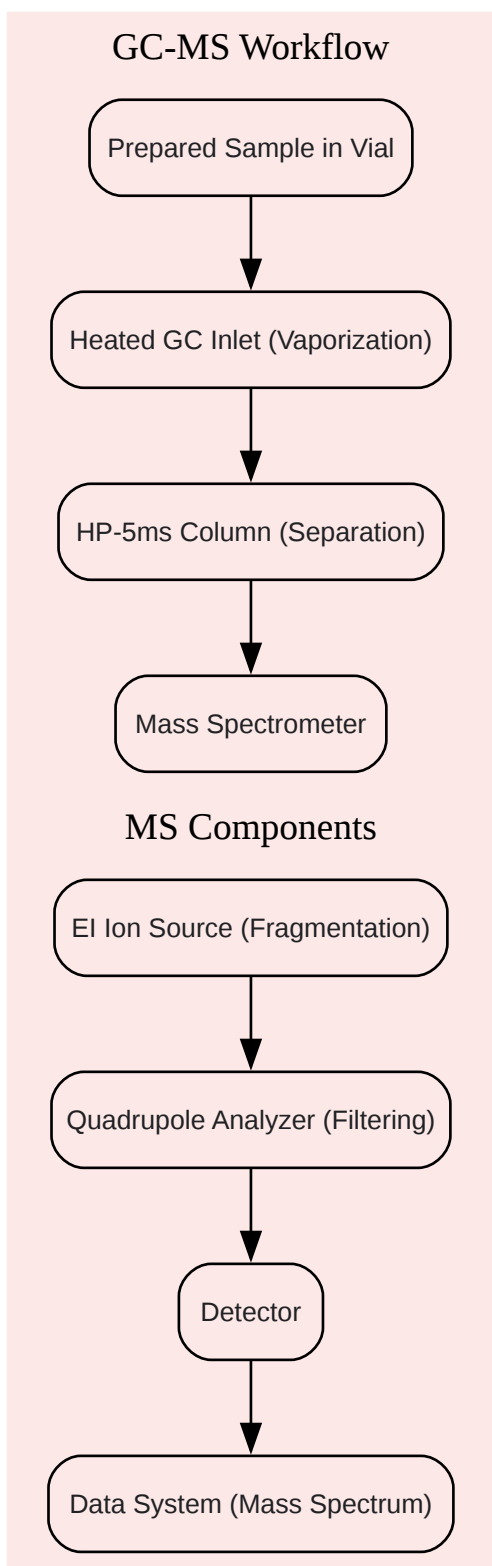 GC-MS Workflow
Prepared Sample in Vial
Heated GC Inlet (Vaporization)
HP-5ms Column (Separation)
Mass Spectrometer
MS Components
EI Ion Source (Fragmentation)
Quadrupole Analyzer (Filtering)
Detector
Data System (Mass Spectrum)